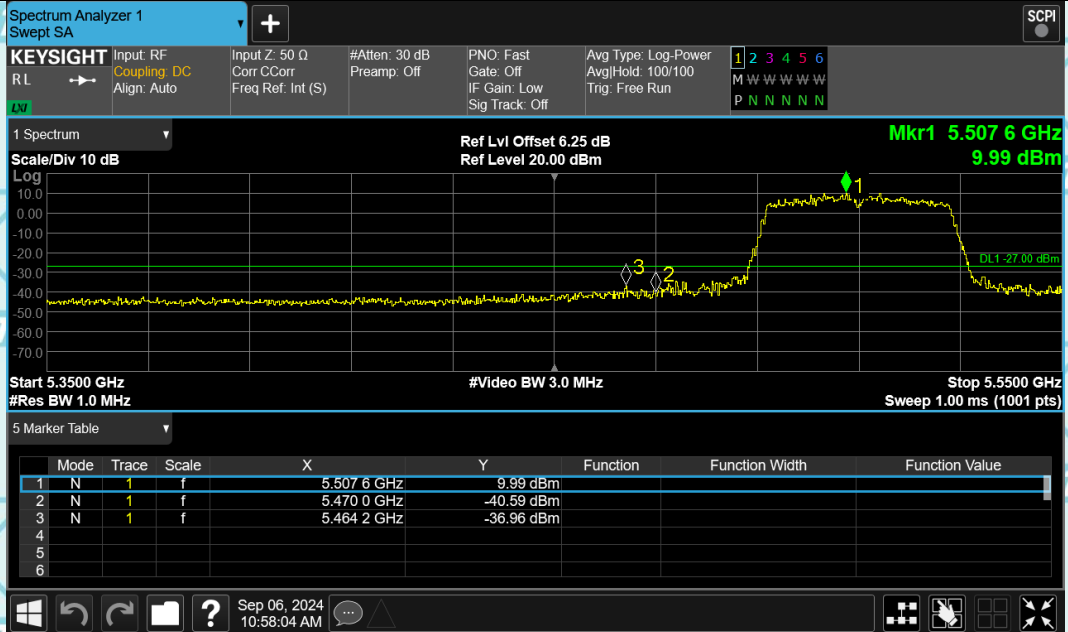 Spectrum Analyzer 1
Swept SA
SCPI
KEYSIGHT
R L
LXI
Input: RF
Coupling: DC
Align: Auto
Input Z: 50 Ω
Corr CCorr
Freq Ref: Int (S)
#Atten: 30 dB
Preamp: Off
PNO: Fast
Gate: Off
IF Gain: Low
Sig Track: Off
Avg Type: Log-Power
Avg|Hold: 100/100
Trig: Free Run
1 2 3 4 5 6
M W W W W W
P N N N N N
1 Spectrum
Scale/Div 10 dB
Ref Lvl Offset 6.25 dB
Ref Level 20.00 dBm
Mkr1 5.507 6 GHz
9.99 dBm
Log
10.0
0.00
-10.0
-20.0
-30.0
-40.0
-50.0
-60.0
-70.0
1
3
2
DL1 -27.00 dBm
Start 5.3500 GHz
#Video BW 3.0 MHz
Stop 5.5500 GHz
#Res BW 1.0 MHz
Sweep 1.00 ms (1001 pts)
5 Marker Table
Mode Trace Scale X Y Function Function Width Function Value
1 N 1 f 5.507 6 GHz 9.99 dBm
2 N 1 f 5.470 0 GHz -40.59 dBm
3 N 1 f 5.464 2 GHz -36.96 dBm
4
5
6
?
Sep 06, 2024
10:58:04 AM